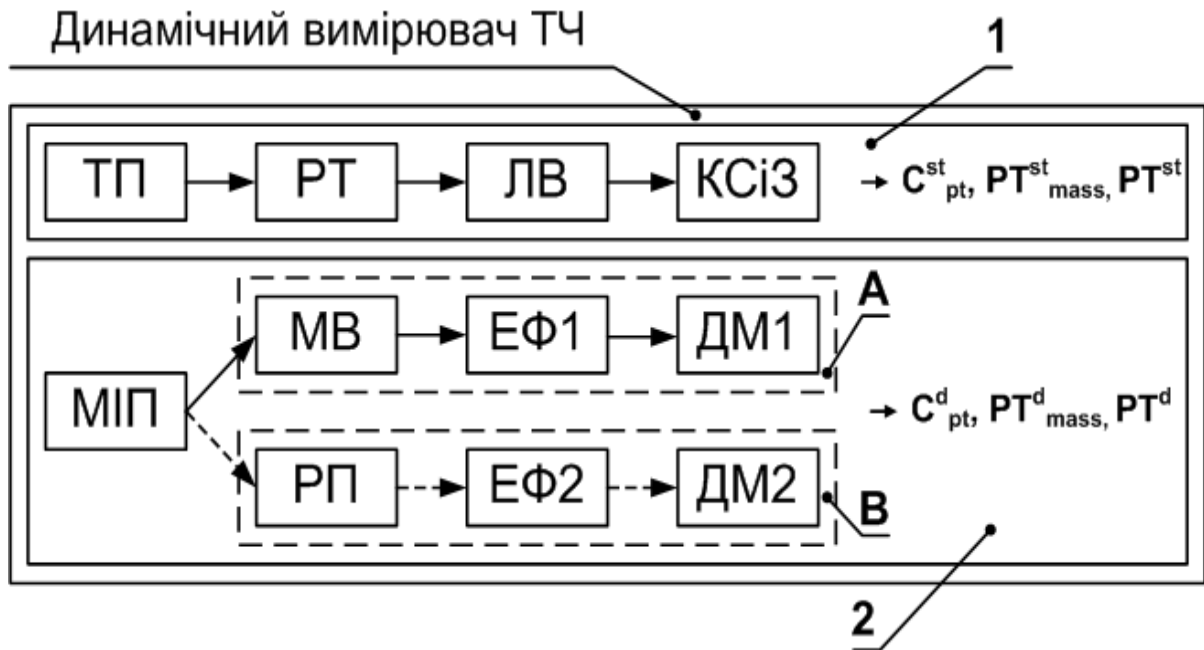 Динамічний вимірювач ТЧ
1
ТП РТ ЛВ КСіЗ C^st_pt, PT^st_mass, PT^st
A
МВ ЕФ1 ДМ1
МІП C^d_pt, PT^d_mass, PT^d
РП ЕФ2 ДМ2
B
2